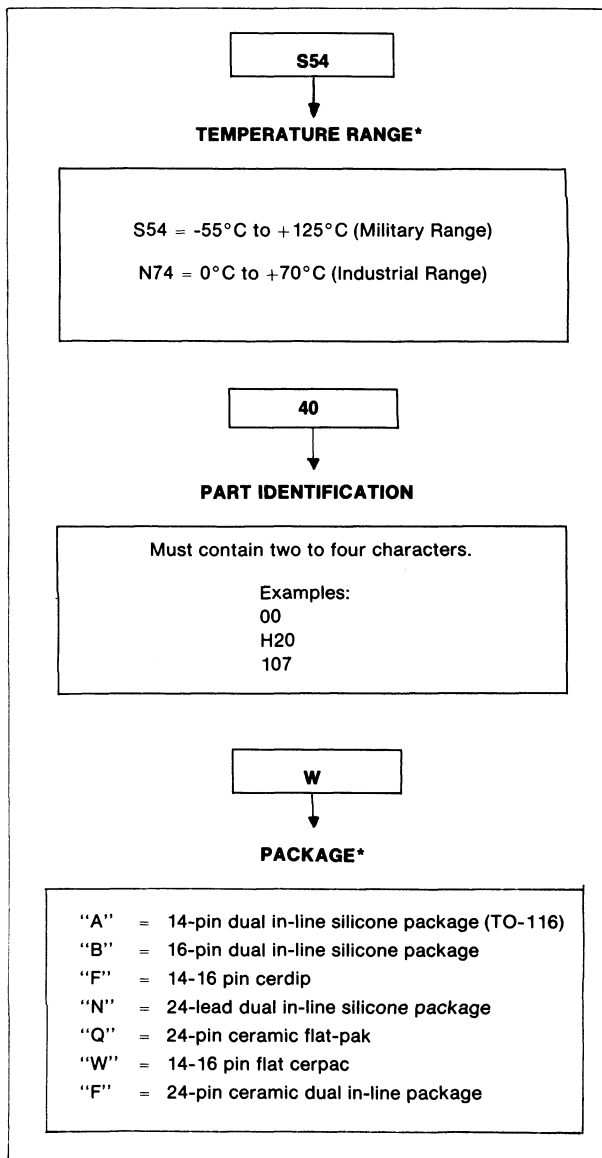 S54
TEMPERATURE RANGE*
S54 = -55°C to +125°C (Military Range)
N74 = 0°C to +70°C (Industrial Range)
40
PART IDENTIFICATION
Must contain two to four characters.
Examples:
00
H20
107
W
PACKAGE*
"A" = 14-pin dual in-line silicone package (TO-116)
"B" = 16-pin dual in-line silicone package
"F" = 14-16 pin cerdip
"N" = 24-lead dual in-line silicone package
"Q" = 24-pin ceramic flat-pak
"W" = 14-16 pin flat cerpac
"F" = 24-pin ceramic dual in-line package